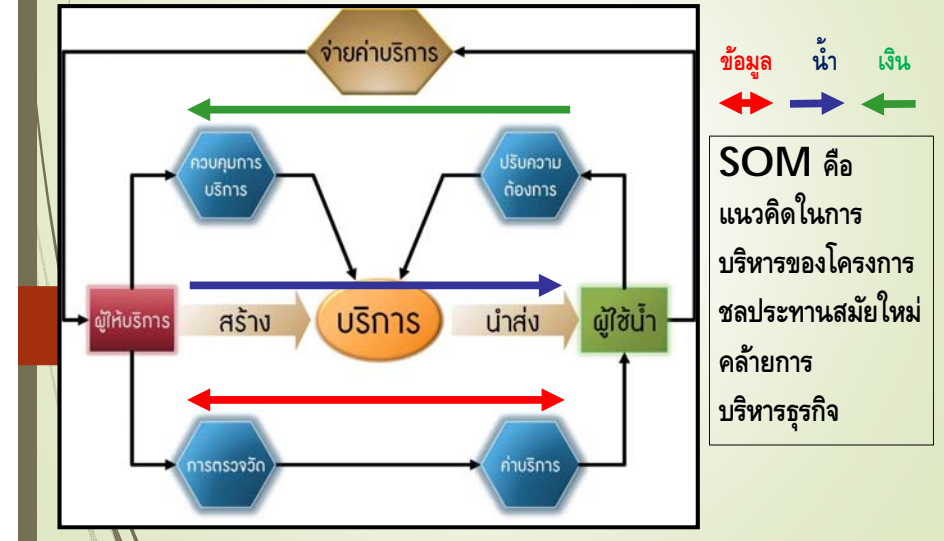 จ่ายค่าบริการ
ข้อมูล น้ำ เงิน
ควบคุมการ
บริการ
ปรับความ
ต้องการ
ผู้ให้บริการ
สร้าง
บริการ
นำส่ง
ผู้ใช้น้ำ
การตรวจวัด
ค่าบริการ
SOM คือ
แนวคิดในการ
บริหารของโครงการ
ชลประทานสมัยใหม่
คล้ายการ
บริหารธุรกิจ